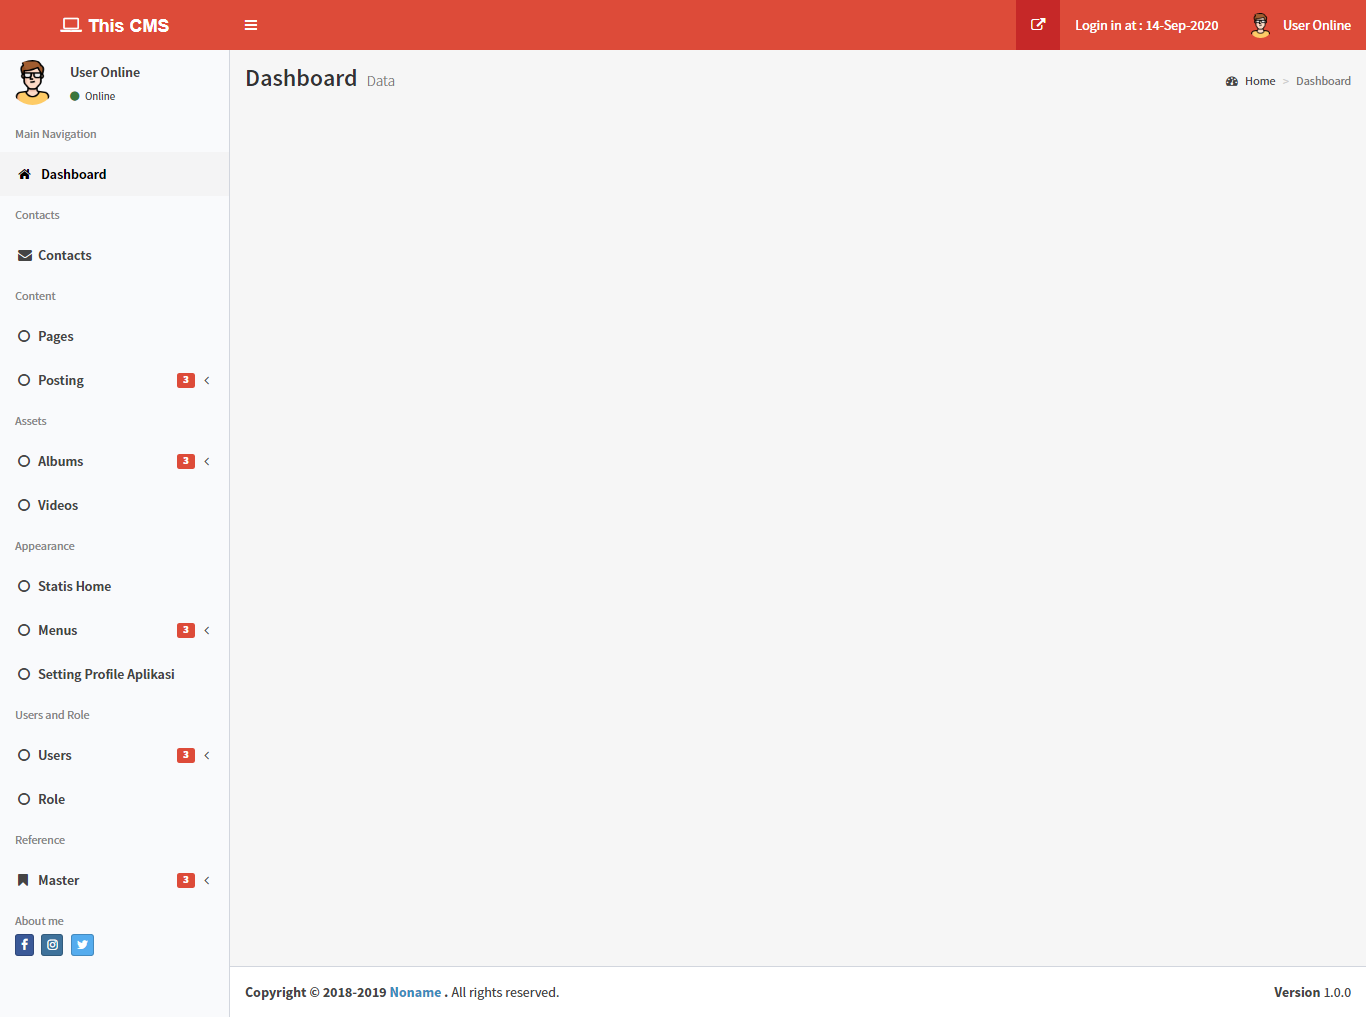 This CMS
Login in at : 14-Sep-2020
User Online
User Online
Online
Main Navigation
Dashboard
Contacts
Contacts
Content
Pages
Posting 3
Assets
Albums 3
Videos
Appearance
Statis Home
Menus 3
Setting Profile Aplikasi
Users and Role
Users 3
Role
Reference
Master 3
About me
Dashboard Data
Home > Dashboard
Copyright © 2018-2019 Noname . All rights reserved.
Version 1.0.0